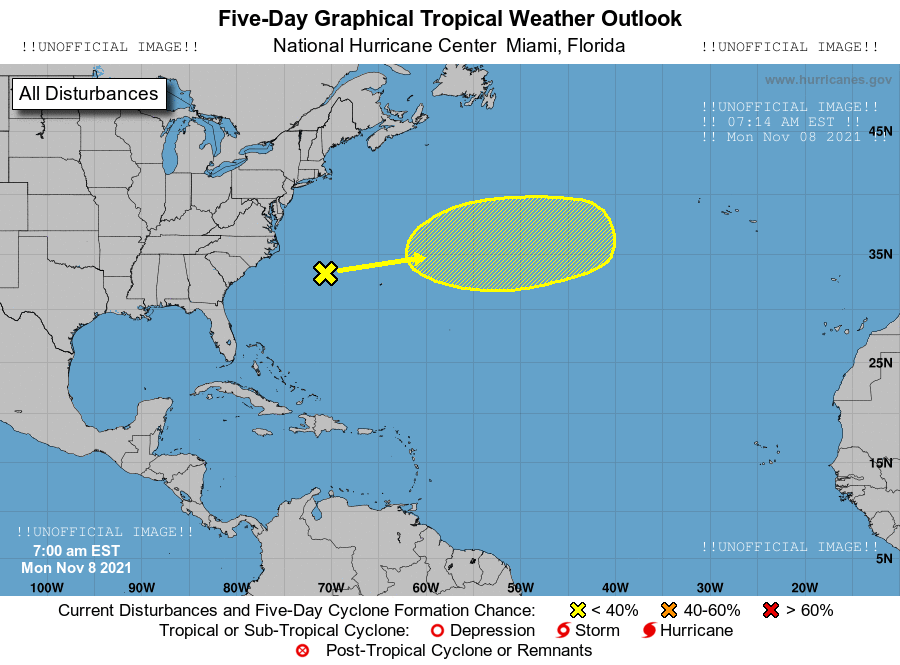 Five-Day Graphical Tropical Weather Outlook
!!UNOFFICIAL IMAGE!! National Hurricane Center Miami, Florida !!UNOFFICIAL IMAGE!!
www.hurricanes.gov
All Disturbances
!!UNOFFICIAL IMAGE!!
!! 07:14 AM EST !!
!! Mon Nov 08 2021 !!
45N
35N
25N
15N
!!UNOFFICIAL IMAGE!!
!!UNOFFICIAL IMAGE!!
7:00 am EST
5N
Mon Nov 8 2021
100W 90W 80W 70W 60W 50W 40W 30W 20W
Current Disturbances and Five-Day Cyclone Formation Chance: < 40% 40-60% > 60%
Tropical or Sub-Tropical Cyclone: Depression Storm Hurricane
Post-Tropical Cyclone or Remnants